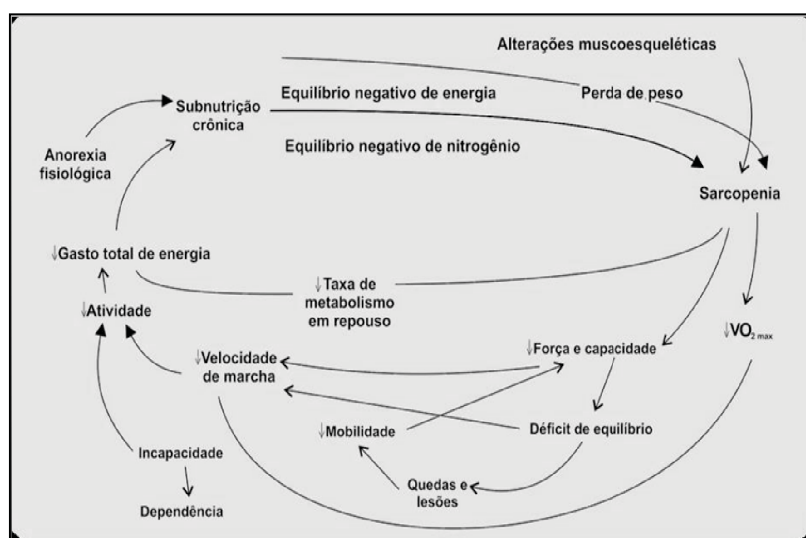 Alterações muscoesqueléticas
Equilíbrio negativo de energia
Perda de peso
Subnutrição
crônica
Equilíbrio negativo de nitrogênio
Anorexia
fisiológica
Sarcopenia
↓Gasto total de energia
↓Taxa de
metabolismo
em repouso
↓Atividade
↓VO2 max
↓Força e capacidade
↓Velocidade
de marcha
↓Mobilidade
Déficit de equilíbrio
Incapacidade
Quedas e
lesões
Dependência